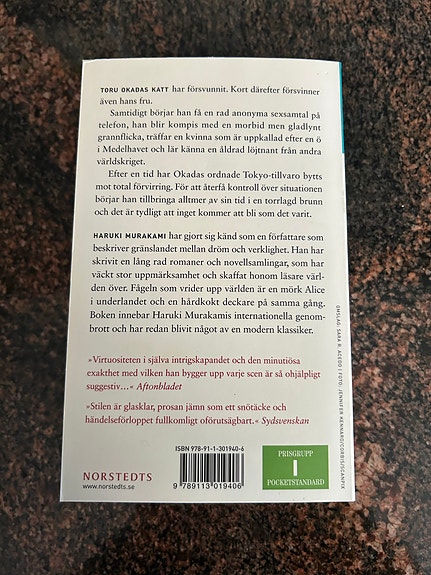 TORU OKADAS KATT har försvunnit. Kort därefter försvinner
även hans fru.
Samtidigt börjar han få en rad anonyma sexsamtal på
telefon, han blir kompis med en morbid men gladlynt
grannflicka, träffar en kvinna som är uppkallad efter en ö
i Medelhavet och lär känna en åldrad löjtnant från andra
världskriget.
Efter en tid har Okadas ordnade Tokyo-tillvaro bytts
mot total förvirring. För att återfå kontroll över situationen
börjar han tillbringa alltmer av sin tid i en torrlagd brunn
och det är tydligt att inget kommer att bli som det varit.
HARUKI MURAKAMI har gjort sig känd som en författare som
beskriver gränslandet mellan dröm och verklighet. Han har
skrivit en lång rad romaner och novellsamlingar, som har
väckt stor uppmärksamhet och skaffat honom läsare värl-
den över. Fågeln som vrider upp världen är en mörk Alice
i underlandet och en hårdkokt deckare på samma gång.
Boken innebar Haruki Murakamis internationella genom-
brott och har redan blivit något av en modern klassiker.
»Virtuositeten i själva intrigskapandet och den minutiösa
exakthet med vilken han bygger upp varje scen är så ohjälpligt
suggestiv…« Aftonbladet
»Stilen är glasklar, prosan jämn som ett snötäcke och
händelseförloppet fullkomligt oförutsägbart.« Sydsvenskan
OMSLAG: SARA R. ACEDO | FOTO: JENNIFER KENNARD/CORBIS/SCANPIX
ISBN 978-91-1-301940-6
9 789113 019406
NORSTEDTS
www.norstedts.se
PRISGRUPP
I
POCKETSTANDARD